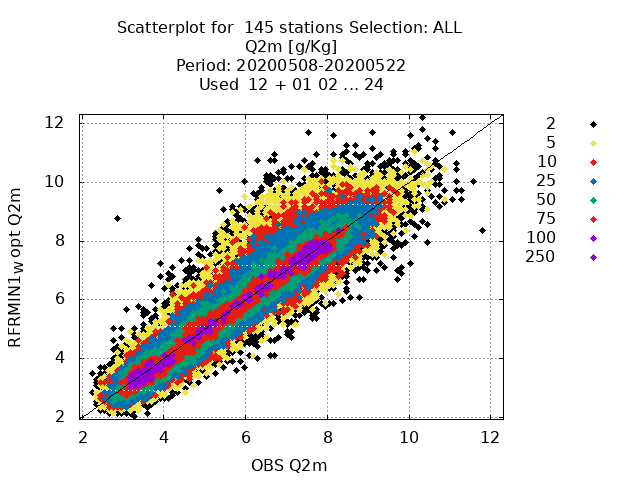 Scatterplot for 145 stations Selection: ALL
Q2m [g/Kg]
Period: 20200508-20200522
Used 12 + 01 02 ... 24
12
10
8
6
4
2
RFRMIN1w opt Q2m
2 4 6 8 10 12
OBS Q2m
2
5
10
25
50
75
100
250